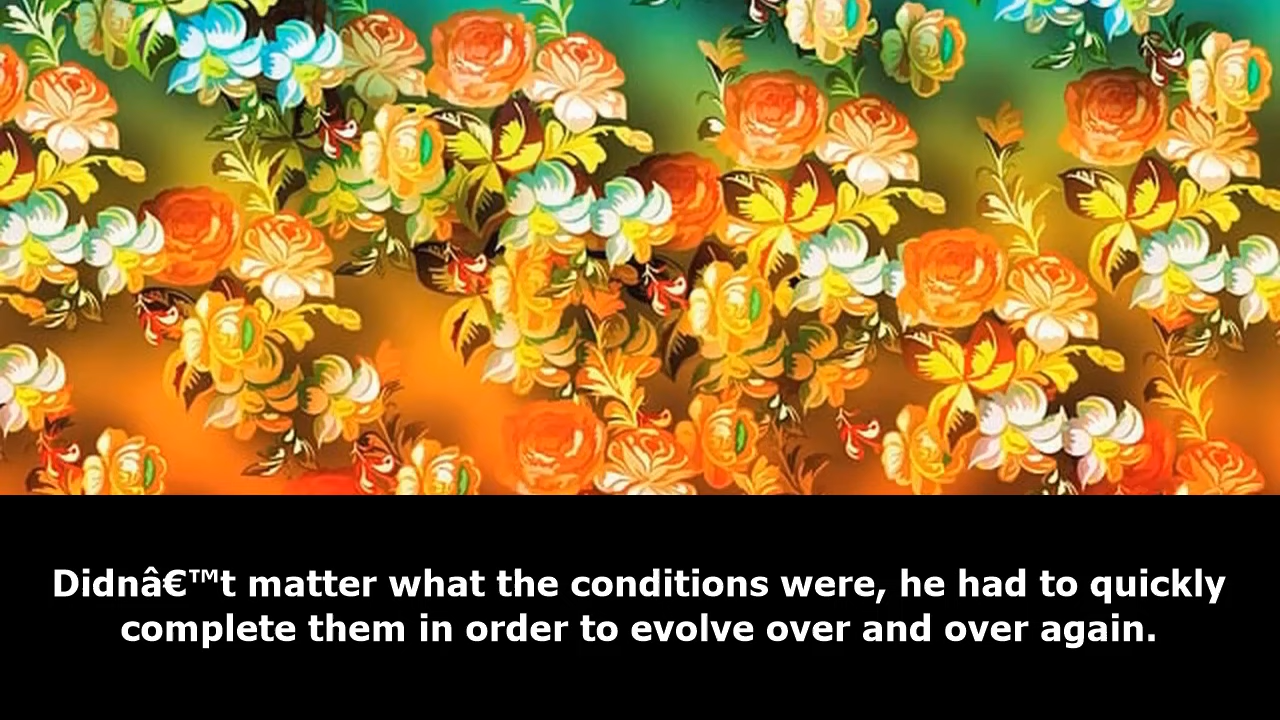 Didnâ€™t matter what the conditions were, he had to quickly
complete them in order to evolve over and over again.